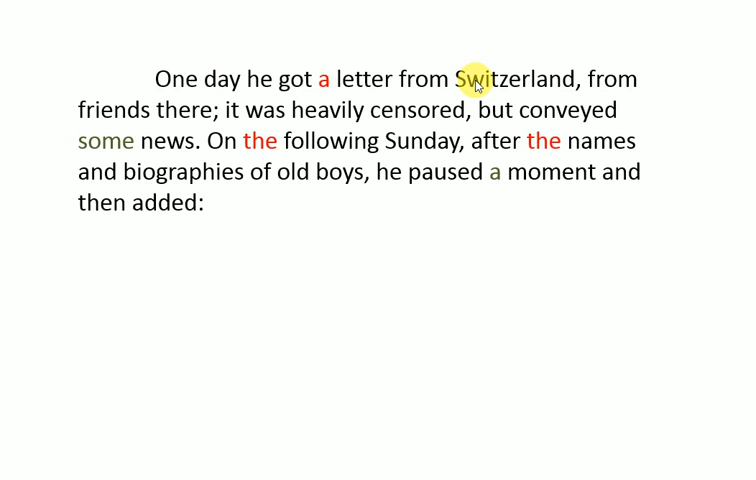 One day he got a letter from Switzerland, from
friends there; it was heavily censored, but conveyed
some news. On the following Sunday, after the names
and biographies of old boys, he paused a moment and
then added: